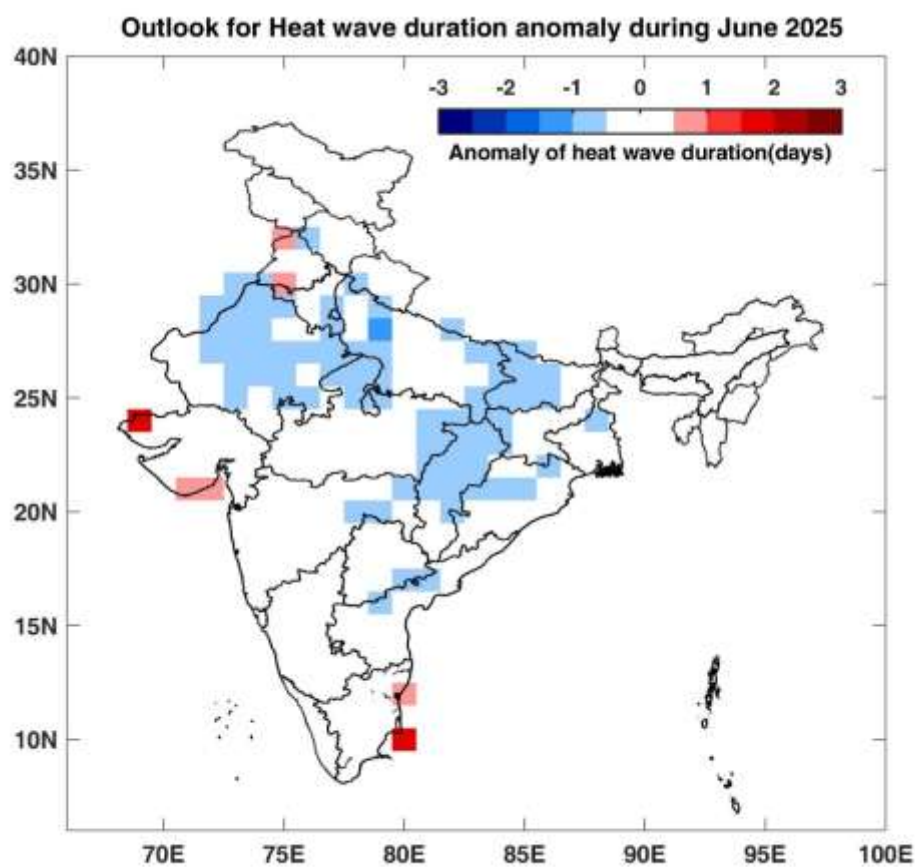 Outlook for Heat wave duration anomaly during June 2025
40N
-3 -2 -1 0 1 2 3
Anomaly of heat wave duration(days)
35N
30N
25N
20N
15N
10N
70E 75E 80E 85E 90E 95E 100E